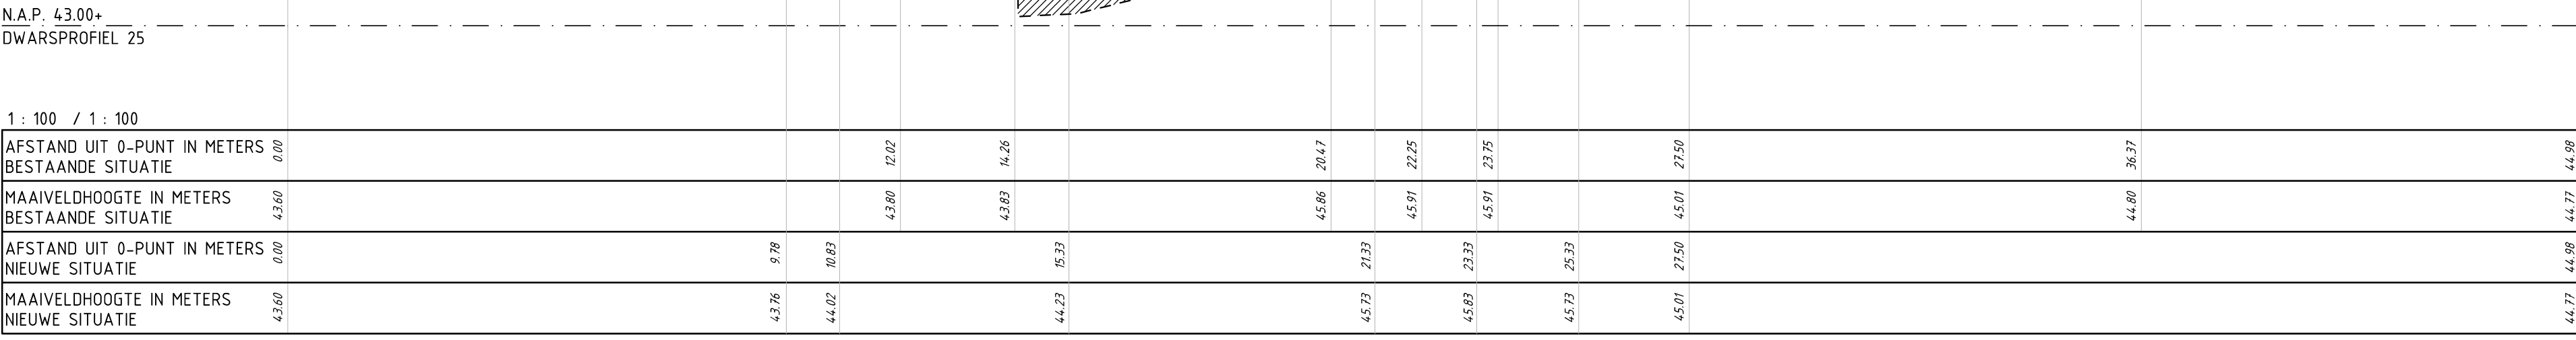 N.A.P. 43.00+
DWARSPROFIEL 25
1 : 100 / 1 : 100
AFSTAND UIT 0-PUNT IN METERS
BESTAANDE SITUATIE
0.00 12.02 14.26 20.47 22.25 23.75 27.50 36.37 44.98
MAAIVELDHOOGTE IN METERS
BESTAANDE SITUATIE
43.60 43.80 43.83 45.86 45.91 45.91 45.01 44.80 44.77
AFSTAND UIT 0-PUNT IN METERS
NIEUWE SITUATIE
0.00 9.78 10.83 15.33 21.33 23.33 25.33 27.50 44.98
MAAIVELDHOOGTE IN METERS
NIEUWE SITUATIE
43.60 43.76 44.02 44.23 45.73 45.83 45.73 45.01 44.77